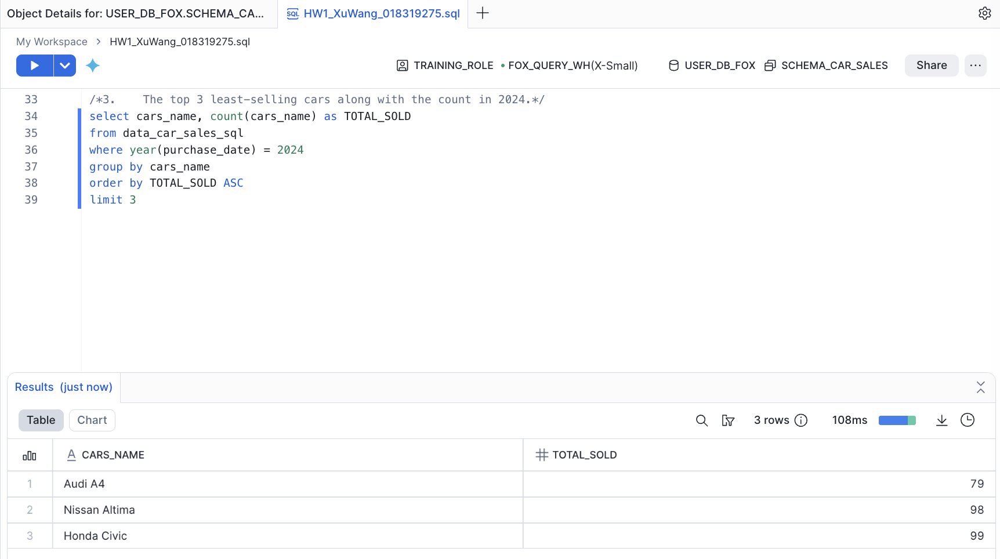 Object Details for: USER_DB_FOX.SCHEMA_CA...
SQL HW1_XuWang_018319275.sql
My Workspace > HW1_XuWang_018319275.sql
TRAINING_ROLE • FOX_QUERY_WH(X-Small) USER_DB_FOX SCHEMA_CAR_SALES Share ...
33 /*3.    The top 3 least-selling cars along with the count in 2024.*/
34 select cars_name, count(cars_name) as TOTAL_SOLD
35 from data_car_sales_sql
36 where year(purchase_date) = 2024
37 group by cars_name
38 order by TOTAL_SOLD ASC
39 limit 3
Results (just now)
Table Chart 3 rows 108ms
A CARS_NAME # TOTAL_SOLD
1 Audi A4 79
2 Nissan Altima 98
3 Honda Civic 99